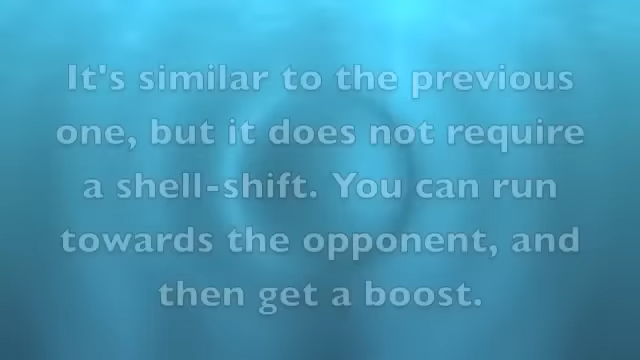 It's similar to the previous
one, but it does not require
a shell-shift. You can run
towards the opponent, and
then get a boost.